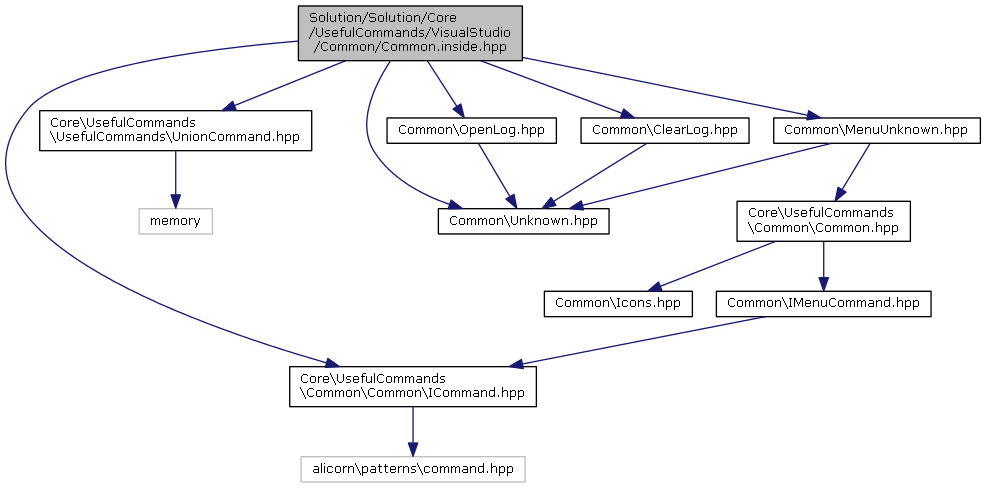 Solution/Solution/Core
/UsefulCommands/VisualStudio
/Common/Common.inside.hpp
Core\UsefulCommands
\UsefulCommands\UnionCommand.hpp
Common\OpenLog.hpp
Common\ClearLog.hpp
Common\MenuUnknown.hpp
memory
Common\Unknown.hpp
Core\UsefulCommands
\Common\Common.hpp
Common\Icons.hpp
Common\IMenuCommand.hpp
Core\UsefulCommands
\Common\Common\ICommand.hpp
alicorn\patterns\command.hpp